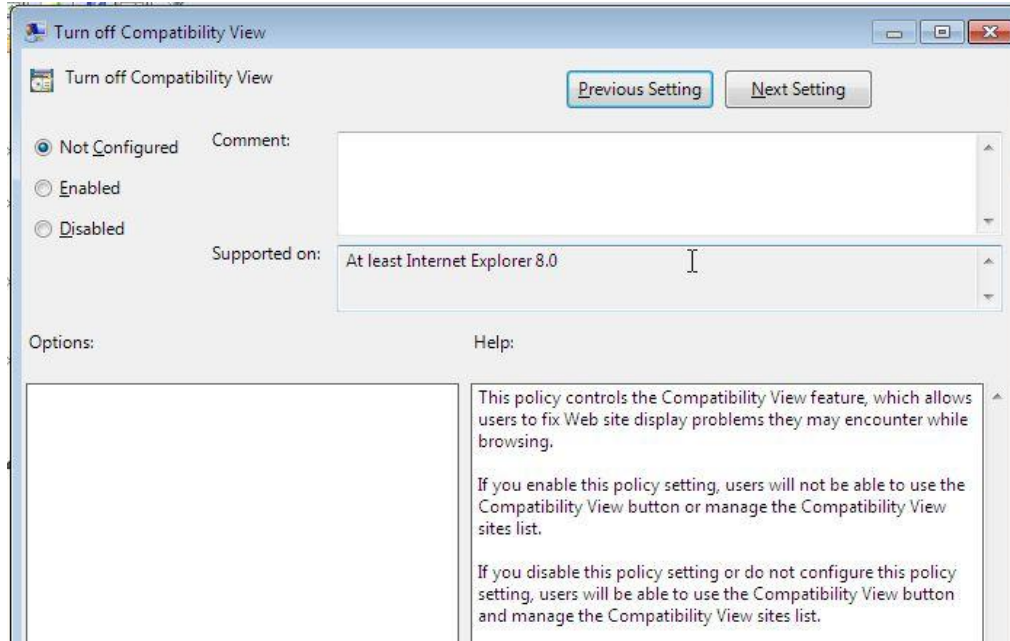 Turn off Compatibility View
Turn off Compatibility View
Previous Setting
Next Setting
Not Configured
Comment:
Enabled
Disabled
Supported on:
At least Internet Explorer 8.0
Options:
Help:
This policy controls the Compatibility View feature, which allows
users to fix Web site display problems they may encounter while
browsing.
If you enable this policy setting, users will not be able to use the
Compatibility View button or manage the Compatibility View
sites list.
If you disable this policy setting or do not configure this policy
setting, users will be able to use the Compatibility View button
and manage the Compatibility View sites list.